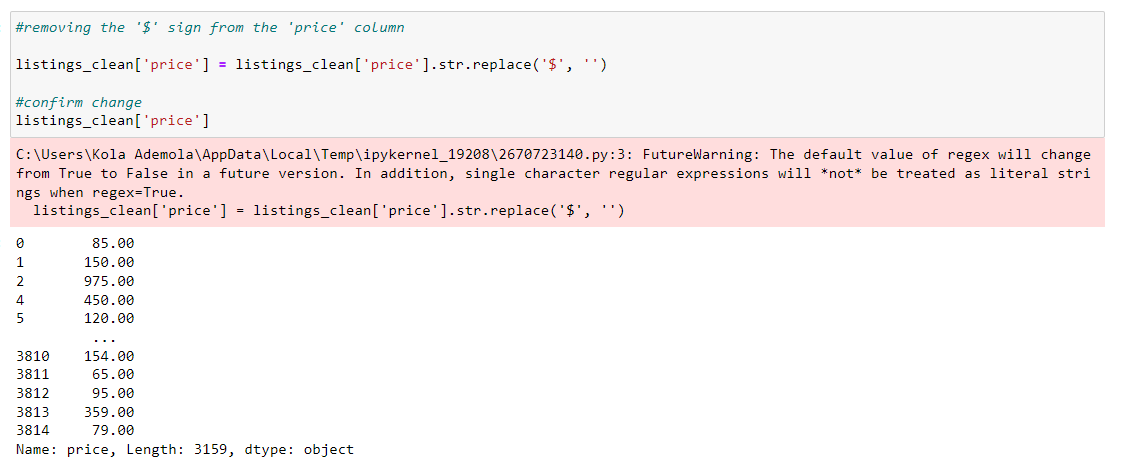 #removing the '$' sign from the 'price' column
listings_clean['price'] = listings_clean['price'].str.replace('$', '')
#confirm change
listings_clean['price']
C:\Users\Kola Ademola\AppData\Local\Temp\ipykernel_19208\2670723140.py:3: FutureWarning: The default value of regex will change
from True to False in a future version. In addition, single character regular expressions will *not* be treated as literal stri
ngs when regex=True.
  listings_clean['price'] = listings_clean['price'].str.replace('$', '')
0        85.00
1       150.00
2       975.00
4       450.00
5       120.00
         ...
3810    154.00
3811     65.00
3812     95.00
3813    359.00
3814     79.00
Name: price, Length: 3159, dtype: object